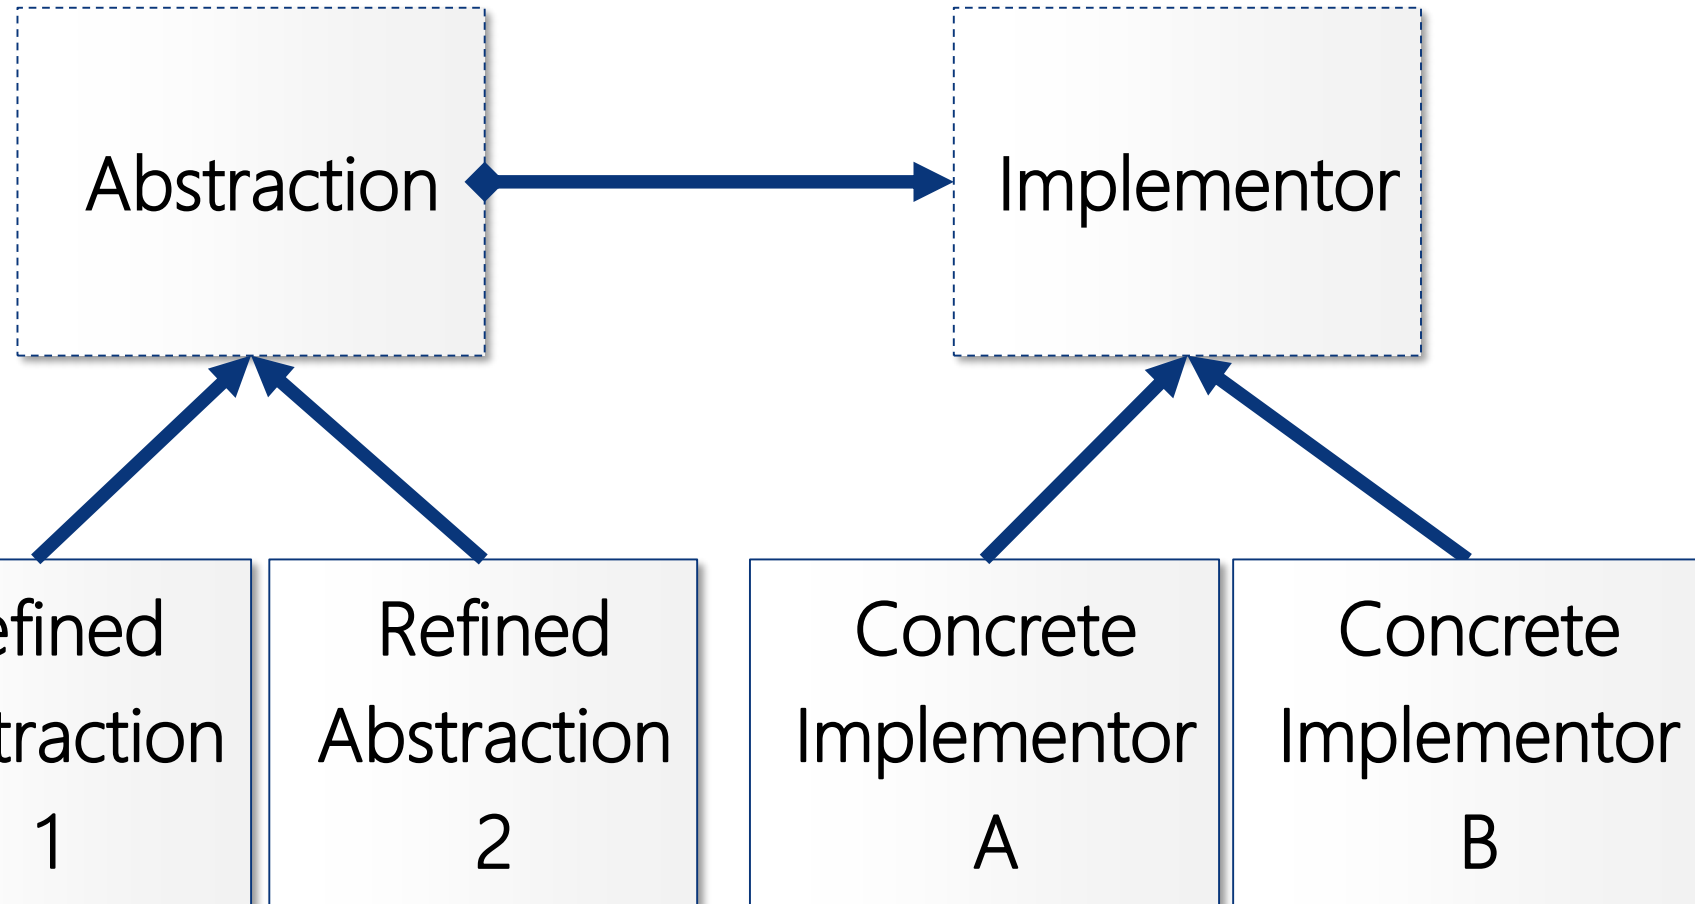 Abstraction
Implementor
efined
traction
1
Refined
Abstraction
2
Concrete
Implementor
A
Concrete
Implementor
B